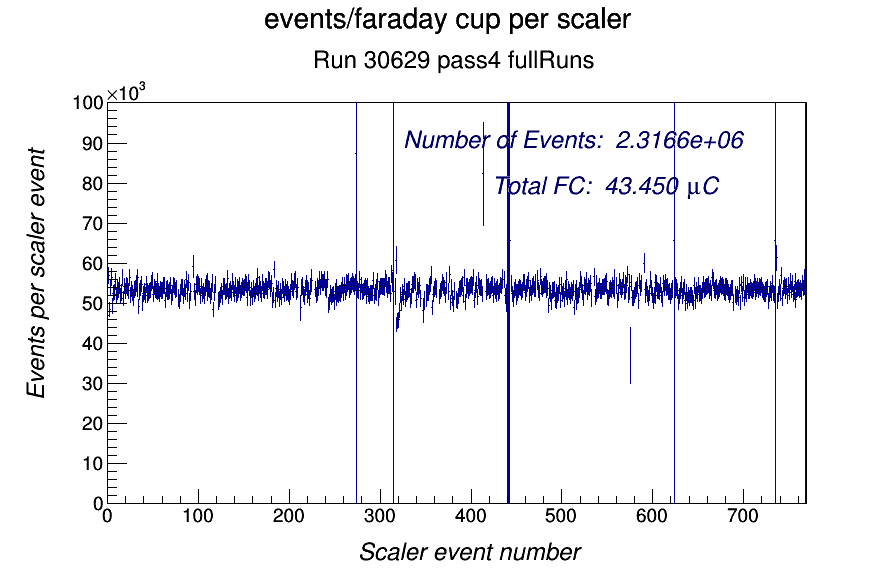 events/faraday cup per scaler
Run 30629 pass4 fullRuns
×10³
100
90
80
70
60
50
40
30
20
10
0
Number of Events: 2.3166e+06
Total FC: 43.450 μC
Events per scaler event
0 100 200 300 400 500 600 700
Scaler event number